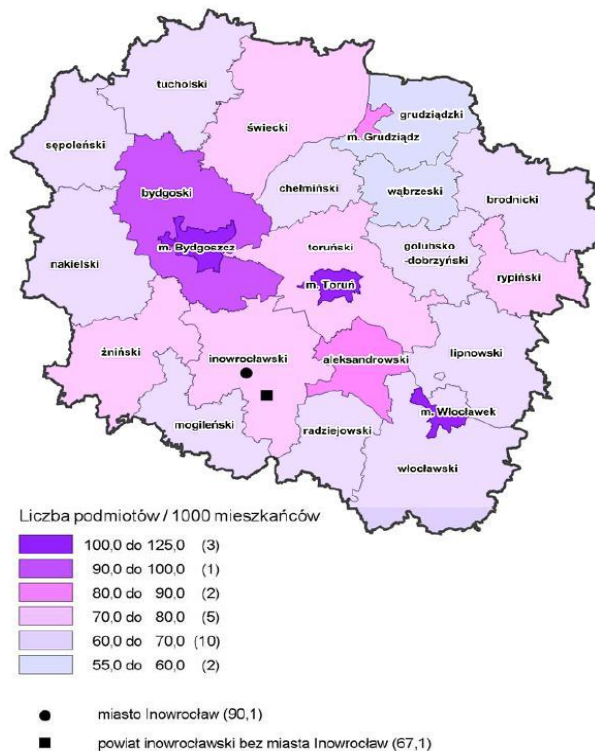 tucholski
grudziądzki
świecki
m. Grudziądz
sępoleński
chełmiński
wąbrzeski
bydgoski
brodnicki
m. Bydgoszcz
toruński
golubsko
-dobrzyński
nakielski
rypiński
m. Toruń
żniński
inowrocławski
aleksandrowski
lipnowski
m. Włocławek
mogileński
radziejowski
włocławski
Liczba podmiotów / 1000 mieszkańców
100,0 do 125,0 (3)
90,0 do 100,0 (1)
80,0 do 90,0 (2)
70,0 do 80,0 (5)
60,0 do 70,0 (10)
55,0 do 60,0 (2)
miasto Inowrocław (90,1)
powiat inowrocławski bez miasta Inowrocław (67,1)